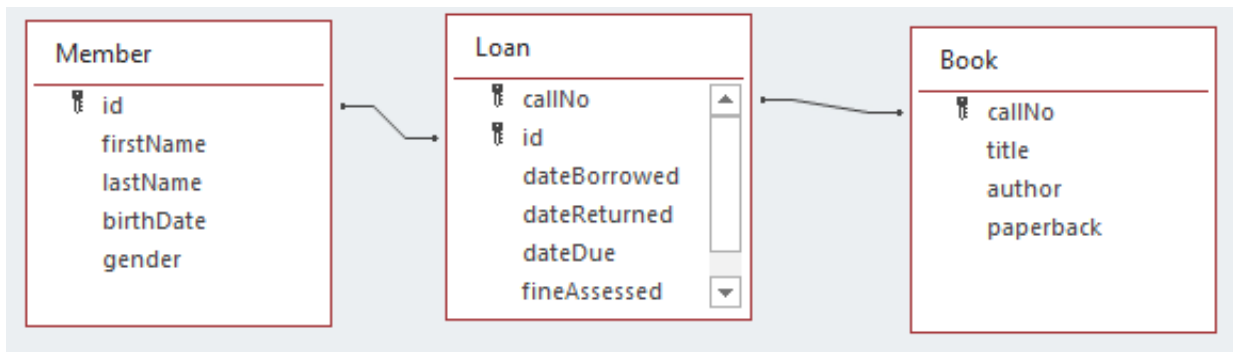 Member
id
firstName
lastName
birthDate
gender
Loan
callNo
id
dateBorrowed
dateReturned
dateDue
fineAssessed
Book
callNo
title
author
paperback